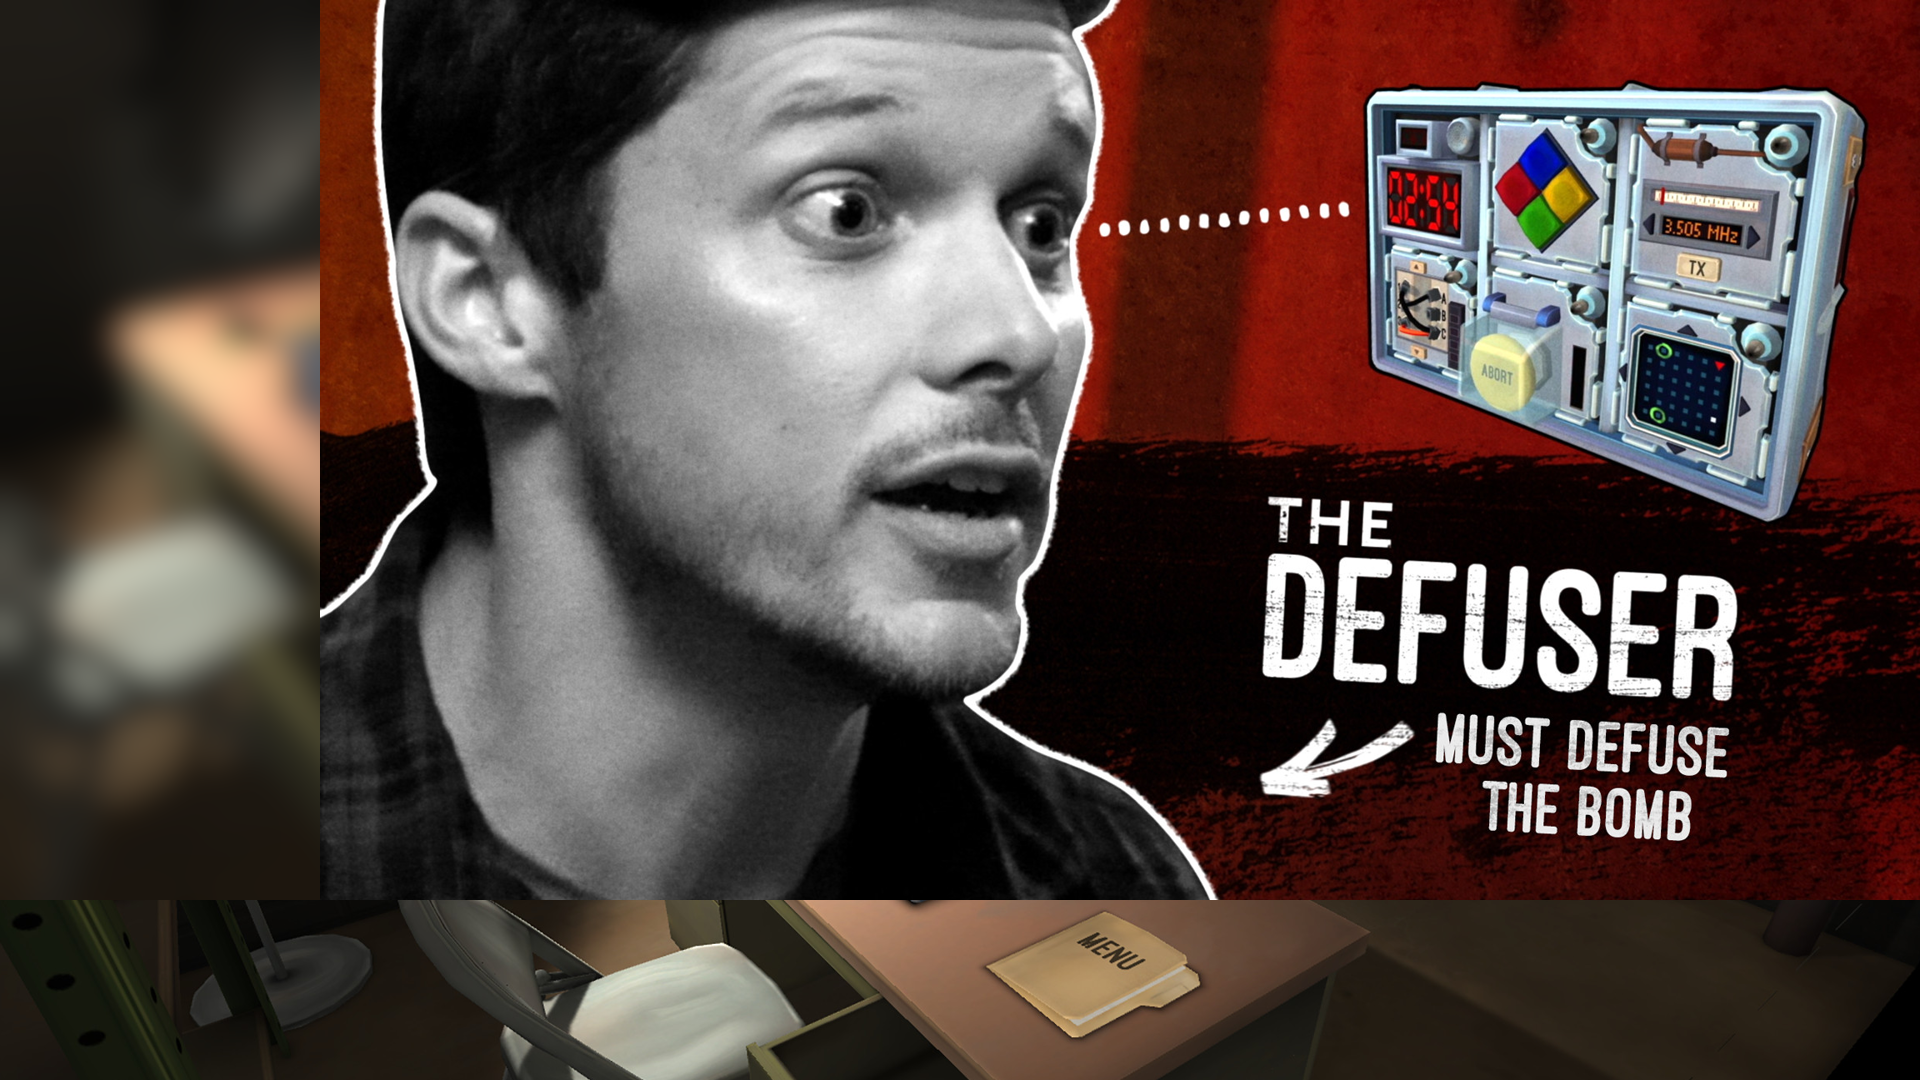 02:54
3.505 MHz
TX
A
B
C
ABORT
THE
DEFUSER
MUST DEFUSE
THE BOMB
MENU